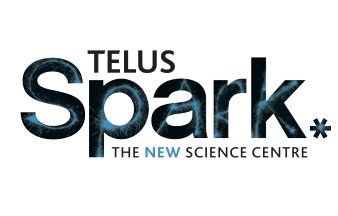 TELUS
Spark.*
THE NEW SCIENCE CENTRE